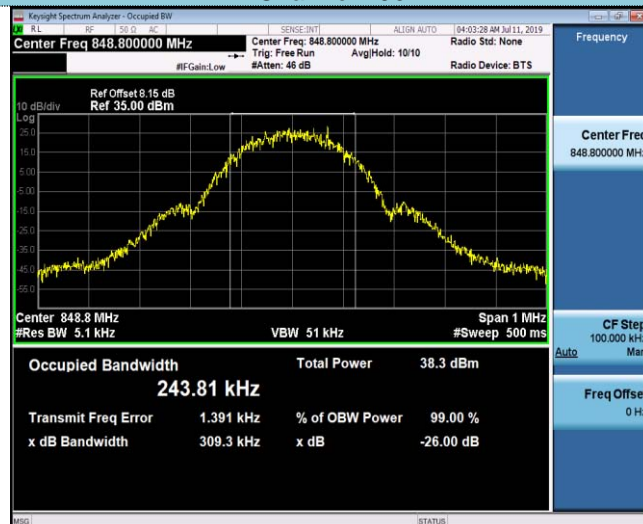 Keysight Spectrum Analyzer - Occupied BW
RL RF 50 Ω AC SENSE:INT ALIGN AUTO 04:03:28 AM Jul 11, 2019
Center Freq 848.800000 MHz
Center Freq: 848.800000 MHz Radio Std: None
Trig: Free Run Avg|Hold: 10/10
#IFGain:Low #Atten: 46 dB Radio Device: BTS
Frequency
Ref Offset 8.15 dB
10 dB/div Ref 35.00 dBm
Log
25.0
15.0
5.00
-5.00
-15.0
-25.0
-35.0
-45.0
-55.0
Center 848.8 MHz Span 1 MHz
#Res BW 5.1 kHz VBW 51 kHz #Sweep 500 ms
Occupied Bandwidth Total Power 38.3 dBm
243.81 kHz
Transmit Freq Error 1.391 kHz % of OBW Power 99.00 %
x dB Bandwidth 309.3 kHz x dB -26.00 dB
Center Freq
848.800000 MHz
CF Step
100.000 kHz
Auto Man
Freq Offset
0 Hz
MSG STATUS